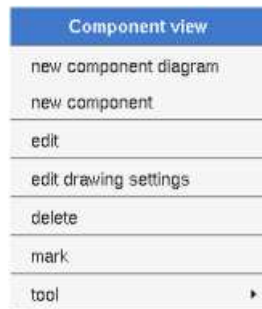 Component view
new component diagram
new component
edit
edit drawing settings
delete
mark
tool